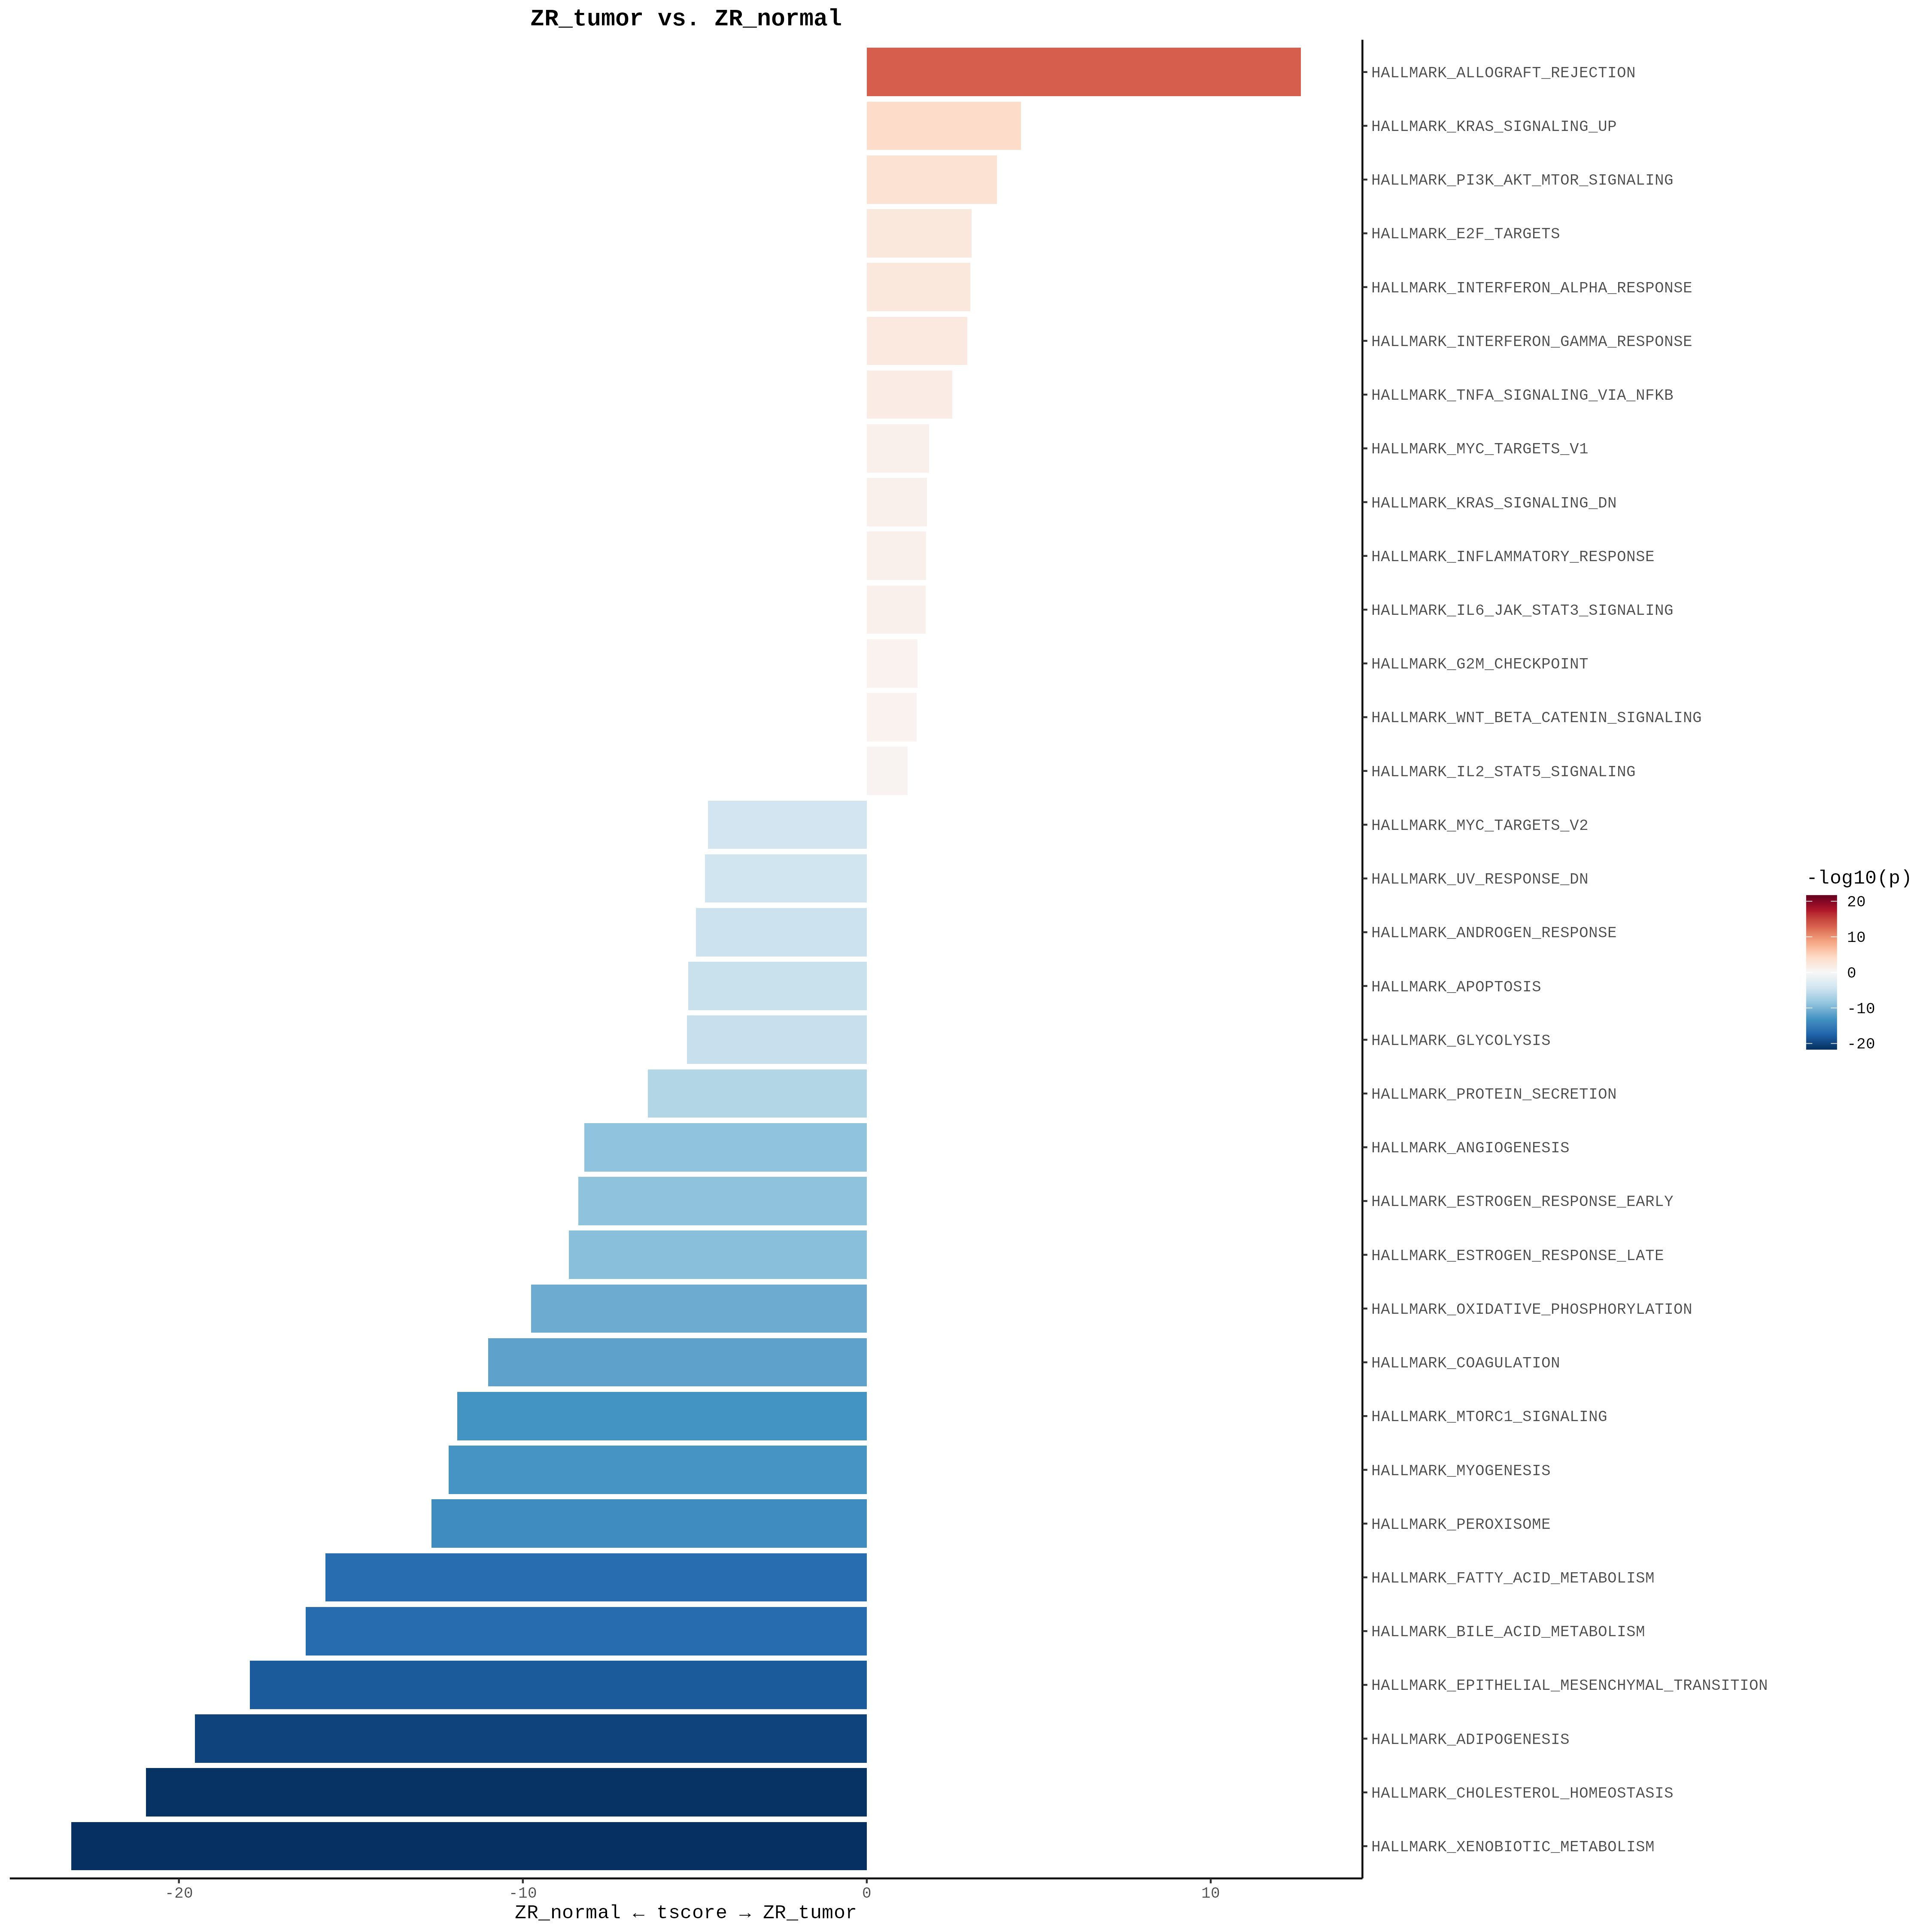 ZR_tumor vs. ZR_normal
HALLMARK_ALLOGRAFT_REJECTION
HALLMARK_KRAS_SIGNALING_UP
HALLMARK_PI3K_AKT_MTOR_SIGNALING
HALLMARK_E2F_TARGETS
HALLMARK_INTERFERON_ALPHA_RESPONSE
HALLMARK_INTERFERON_GAMMA_RESPONSE
HALLMARK_TNFA_SIGNALING_VIA_NFKB
HALLMARK_MYC_TARGETS_V1
HALLMARK_KRAS_SIGNALING_DN
HALLMARK_INFLAMMATORY_RESPONSE
HALLMARK_IL6_JAK_STAT3_SIGNALING
HALLMARK_G2M_CHECKPOINT
HALLMARK_WNT_BETA_CATENIN_SIGNALING
HALLMARK_IL2_STAT5_SIGNALING
HALLMARK_MYC_TARGETS_V2
HALLMARK_UV_RESPONSE_DN
HALLMARK_ANDROGEN_RESPONSE
HALLMARK_APOPTOSIS
HALLMARK_GLYCOLYSIS
HALLMARK_PROTEIN_SECRETION
HALLMARK_ANGIOGENESIS
HALLMARK_ESTROGEN_RESPONSE_EARLY
HALLMARK_ESTROGEN_RESPONSE_LATE
HALLMARK_OXIDATIVE_PHOSPHORYLATION
HALLMARK_COAGULATION
HALLMARK_MTORC1_SIGNALING
HALLMARK_MYOGENESIS
HALLMARK_PEROXISOME
HALLMARK_FATTY_ACID_METABOLISM
HALLMARK_BILE_ACID_METABOLISM
HALLMARK_EPITHELIAL_MESENCHYMAL_TRANSITION
HALLMARK_ADIPOGENESIS
HALLMARK_CHOLESTEROL_HOMEOSTASIS
HALLMARK_XENOBIOTIC_METABOLISM
-log10(p)
20
10
0
-10
-20
-20 -10 0 10
ZR_normal ← tscore → ZR_tumor